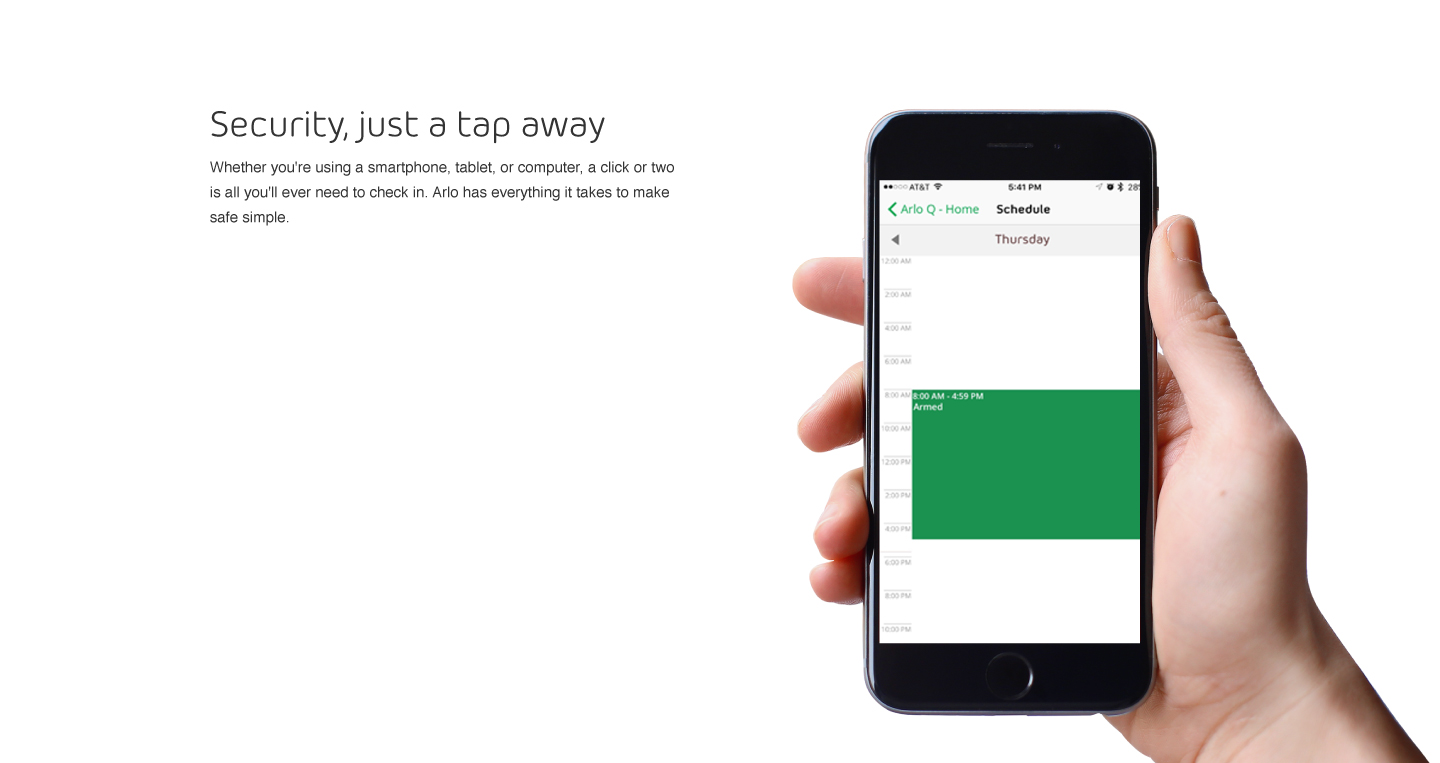 Security, just a tap away
Whether you're using a smartphone, tablet, or computer, a click or two
is all you'll ever need to check in. Arlo has everything it takes to make
safe simple.
AT&T 5:41 PM 28
Arlo Q - Home Schedule
Thursday
12:00 AM
2:00 AM
4:00 AM
6:00 AM
8:00 AM 8:00 AM - 4:59 PM
Armed
10:00 AM
12:00 PM
2:00 PM
4:00 PM
6:00 PM
8:00 PM
10:00 PM